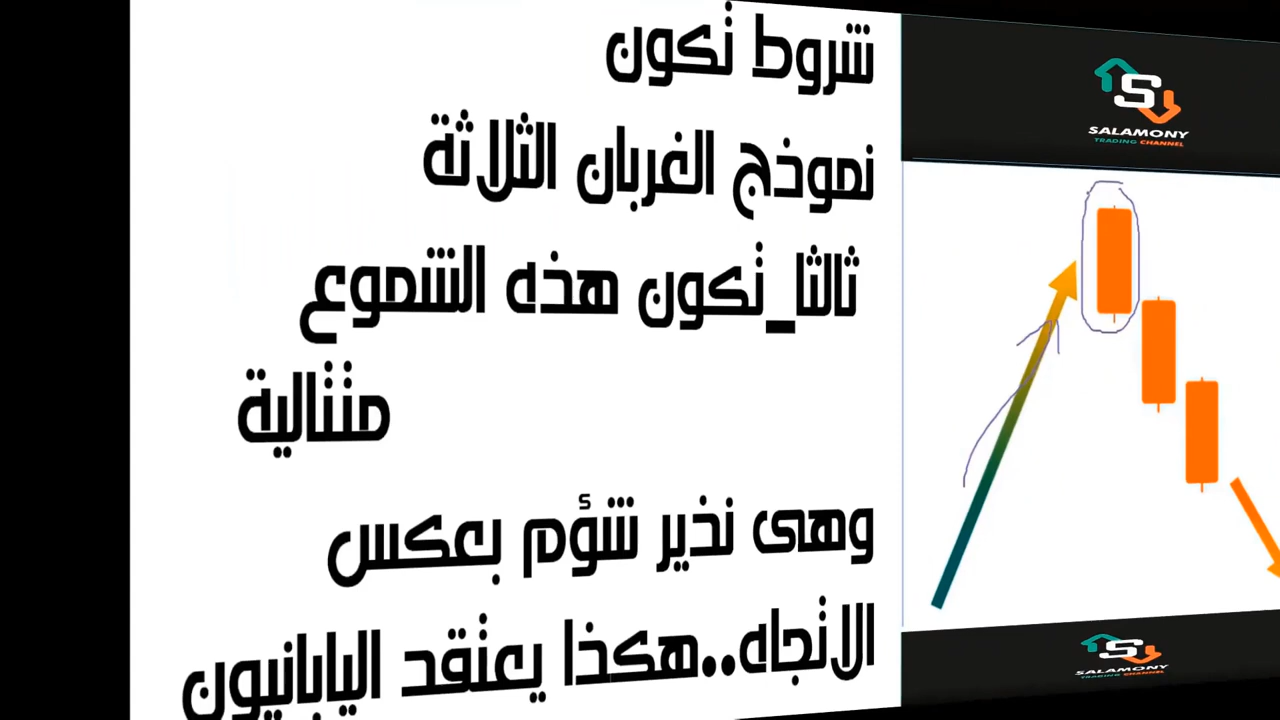 شروط تكون
نموذج الغربان الثلاثة
ثالثا_تكون هذه الشموع
متتالية
وهى نذير شؤم بعكس
الاتجاه..هكذا يعتقد اليابانيون
SALAMONY
TRADING CHANNEL
SALAMONY
TRADING CHANNEL